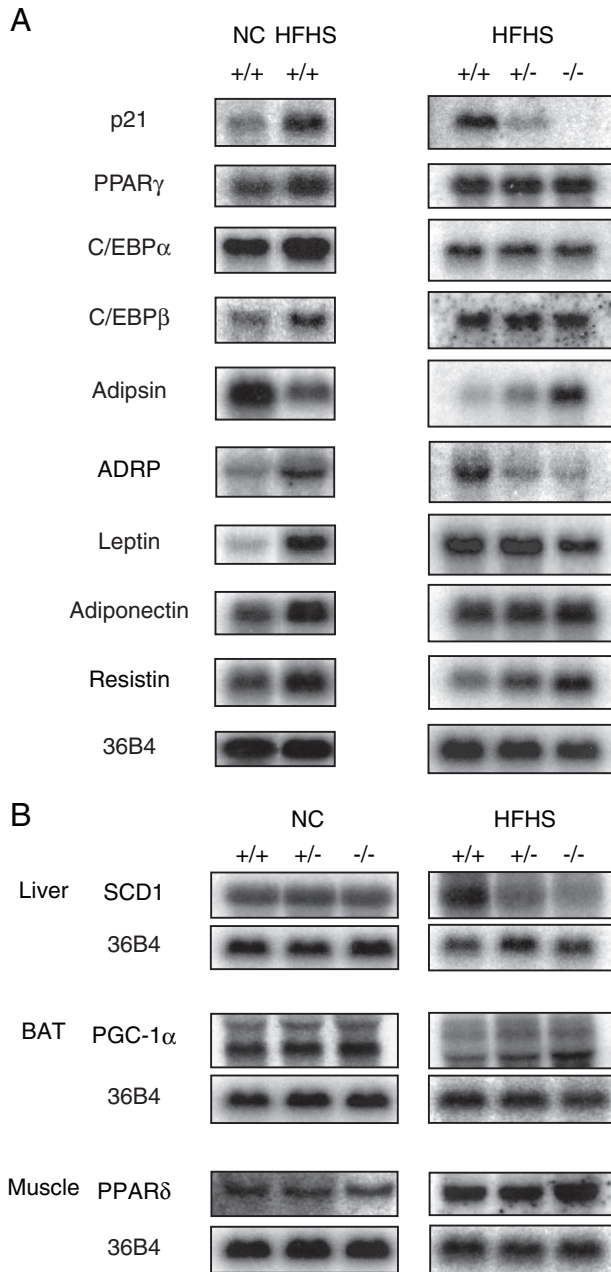 A
NC HFHS HFHS
+/+ +/+ +/+ +/- -/-
p21
PPARγ
C/EBPα
C/EBPβ
Adipsin
ADRP
Leptin
Adiponectin
Resistin
36B4
B
NC HFHS
+/+ +/- -/- +/+ +/- -/-
Liver SCD1
36B4
BAT PGC-1α
36B4
Muscle PPARδ
36B4